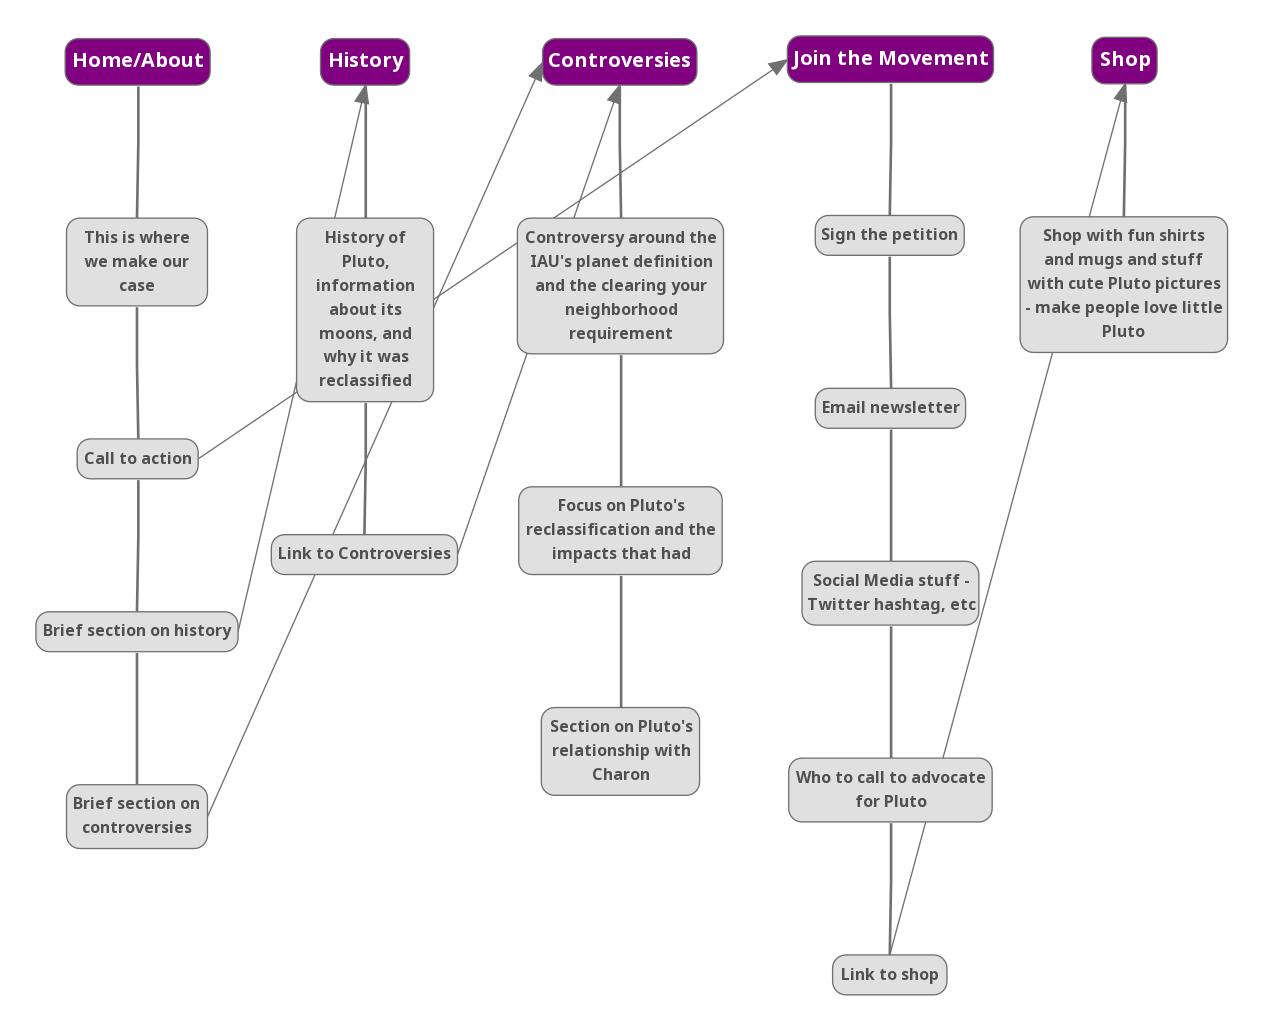 Home/About
History
Controversies
Join the Movement
Shop
This is where
we make our
case
Call to action
Brief section on history
Brief section on
controversies
History of
Pluto,
information
about its
moons, and
why it was
reclassified
Link to Controversies
Controversy around the
IAU's planet definition
and the clearing your
neighborhood
requirement
Focus on Pluto's
reclassification and the
impacts that had
Section on Pluto's
relationship with
Charon
Sign the petition
Email newsletter
Social Media stuff -
Twitter hashtag, etc
Who to call to advocate
for Pluto
Link to shop
Shop with fun shirts
and mugs and stuff
with cute Pluto pictures
- make people love little
Pluto